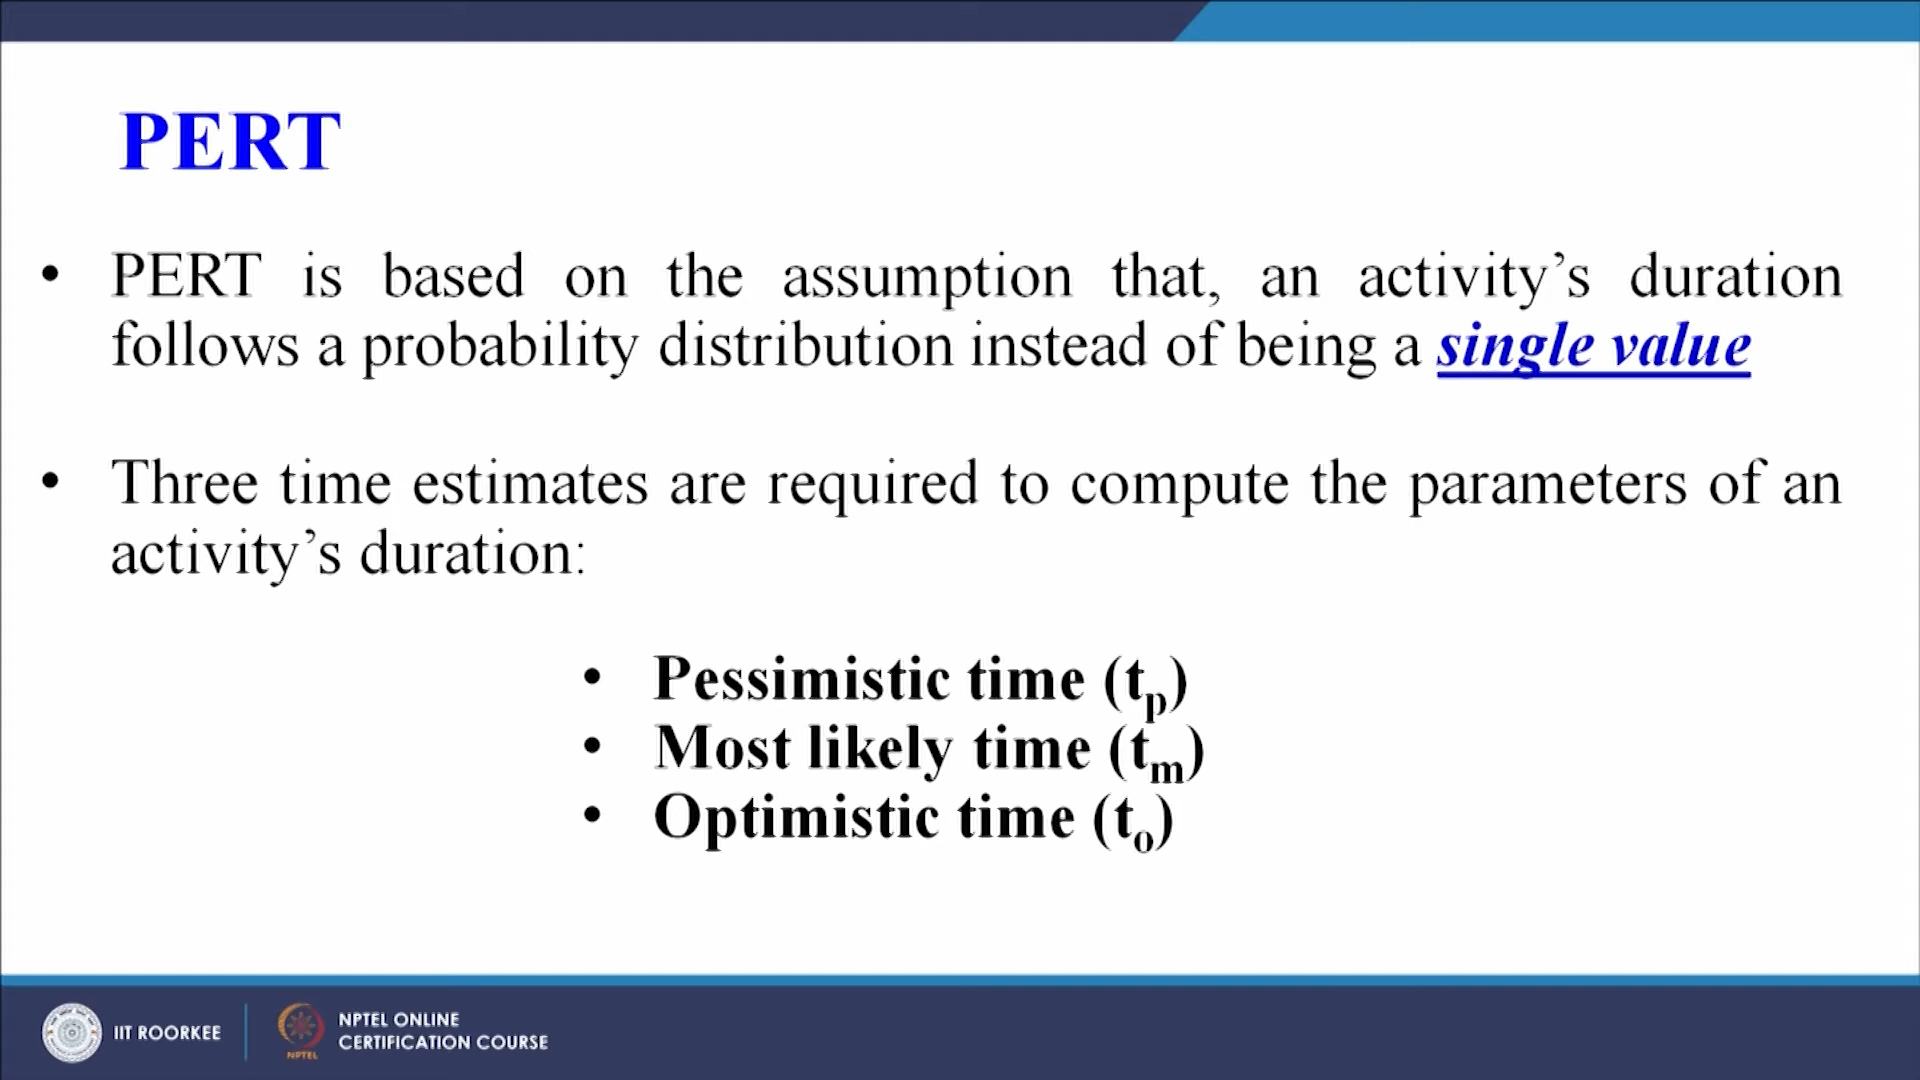 PERT
• PERT is based on the assumption that, an activity’s duration
follows a probability distribution instead of being a single value
• Three time estimates are required to compute the parameters of an
activity’s duration:
• Pessimistic time (tp)
• Most likely time (tm)
• Optimistic time (to)
IIT ROORKEE
NPTEL
NPTEL ONLINE
CERTIFICATION COURSE